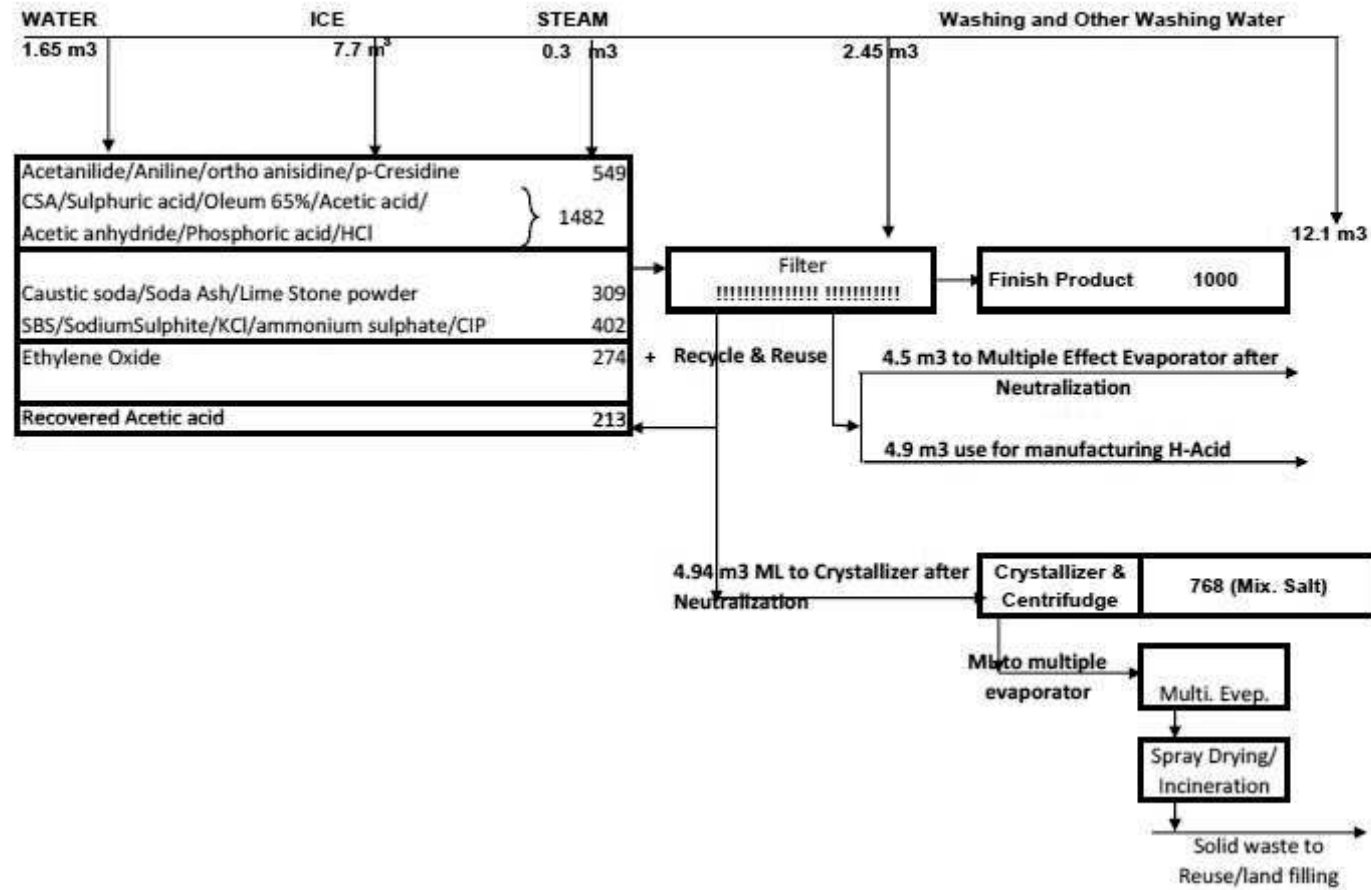 WATER ICE STEAM Washing and Other Washing Water
1.65 m3 7.7 m³ 0.3 m3 2.45 m3
12.1 m3
Acetanilide/Aniline/ortho anisidine/p-Cresidine 549
CSA/Sulphuric acid/Oleum 65%/Acetic acid/
Acetic anhydride/Phosphoric acid/HCl } 1482
Caustic soda/Soda Ash/Lime Stone powder 309
SBS/SodiumSulphite/KCl/ammonium sulphate/CIP 402
Ethylene Oxide 274
Recovered Acetic acid 213
Filter
!!!!!!!!!!!!!!! !!!!!!!!!!!
Finish Product 1000
+ Recycle & Reuse
4.5 m3 to Multiple Effect Evaporator after
Neutralization
4.9 m3 use for manufacturing H-Acid
4.94 m3 ML to Crystallizer after
Neutralization
Crystallizer &
Centrifudge
768 (Mix. Salt)
ML to multiple
evaporator
Multi. Evep.
Spray Drying/
Incineration
Solid waste to
Reuse/land filling